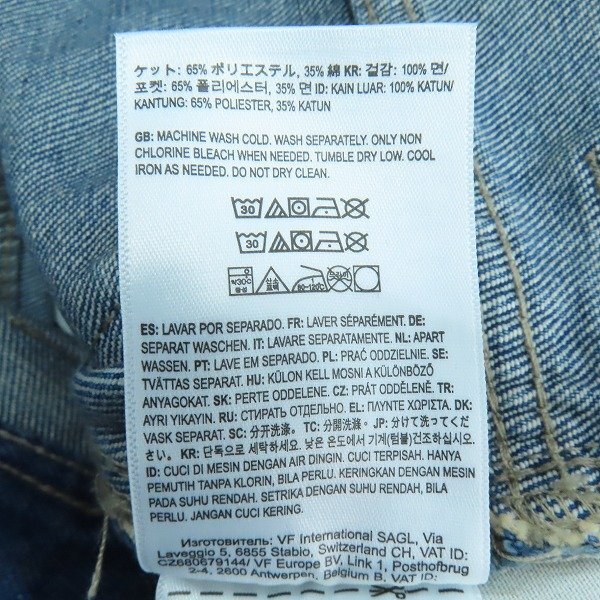 ケット: 65% ポリエステル, 35% 綿 KR: 겉감: 100% 면/
포켓: 65% 폴리에스터, 35% 면 ID: KAIN LUAR: 100% KATUN/
KANTUNG: 65% POLIESTER, 35% KATUN
GB: MACHINE WASH COLD. WASH SEPARATELY. ONLY NON
CHLORINE BLEACH WHEN NEEDED. TUMBLE DRY LOW. COOL
IRON AS NEEDED. DO NOT DRY CLEAN.
30
30
약30℃ 80~120℃ 드라이
ES: LAVAR POR SEPARADO. FR: LAVER SÉPARÉMENT. DE:
SEPARAT WASCHEN. IT: LAVARE SEPARATAMENTE. NL: APART
WASSEN. PT: LAVE EM SEPARADO. PL: PRAĆ ODDZIELNIE. SE:
TVÄTTAS SEPARAT. HU: KÜLÖN KELL MOSNI A KÜLÖNBÖZŐ
ANYAGOKAT. SK: PERTE ODDELENE. CZ: PRÁT ODDĚLENĚ. TR:
AYRI YIKAYIN. RU: СТИРАТЬ ОТДЕЛЬНО. EL: ΠΛΥΝΤΕ ΧΩΡΙΣΤΑ. DK:
VASK SEPARAT. SC: 分开洗涤。 TC: 分開洗滌。 JP: 分けて洗ってくださ
い。 KR: 단독으로 세탁하세요. 낮은 온도에서 기계(텀블)건조하십시오.
ID: CUCI DI MESIN DENGAN AIR DINGIN. CUCI TERPISAH. HANYA
PEMUTIH TANPA KLORIN, BILA PERLU. KERINGKAN DENGAN MESIN
PADA SUHU RENDAH. SETRIKA DENGAN SUHU RENDAH, BILA
PERLU. JANGAN CUCI KERING.
Изготовитель: VF International SAGL, Via
Laveggio 5, 6855 Stabio, Switzerland CH, VAT ID:
CZ680679144/ VF Europe BVBA, Link 1, Posthofbrug
2-4, 2600 Antwerpen, Belgium B, VAT ID: